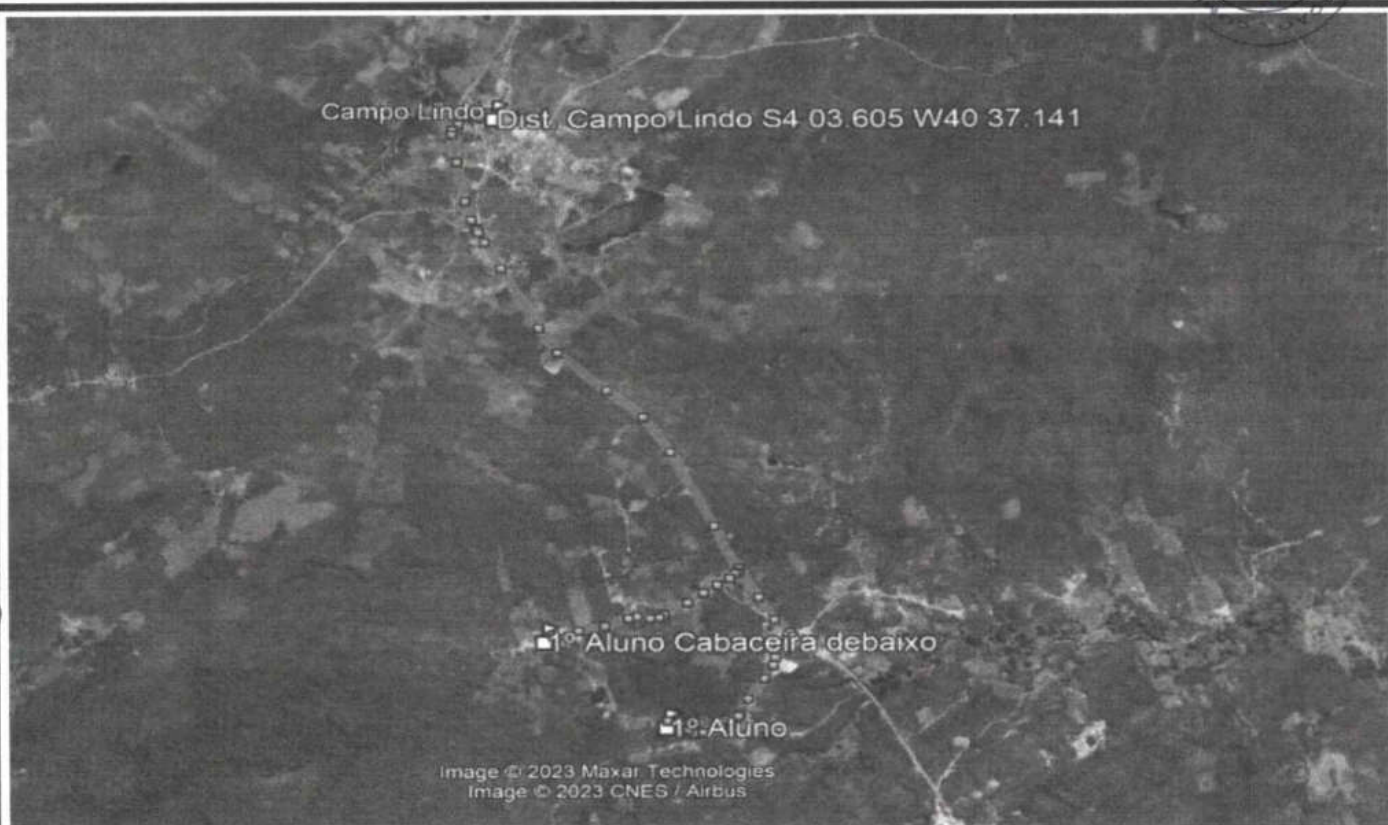 Campo Lindo
Dist. Campo Lindo S4 03.605 W40 37.141
1º Aluno Cabaceira debaixo
1º Aluno
Image © 2023 Maxar Technologies
Image © 2023 CNES / Airbus